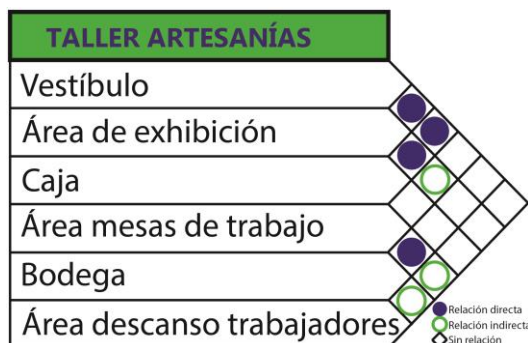 TALLER ARTESANÍAS
Vestíbulo
Área de exhibición
Caja
Área mesas de trabajo
Bodega
Área descanso trabajadores
Relación directa
Relación indirecta
Sin relación